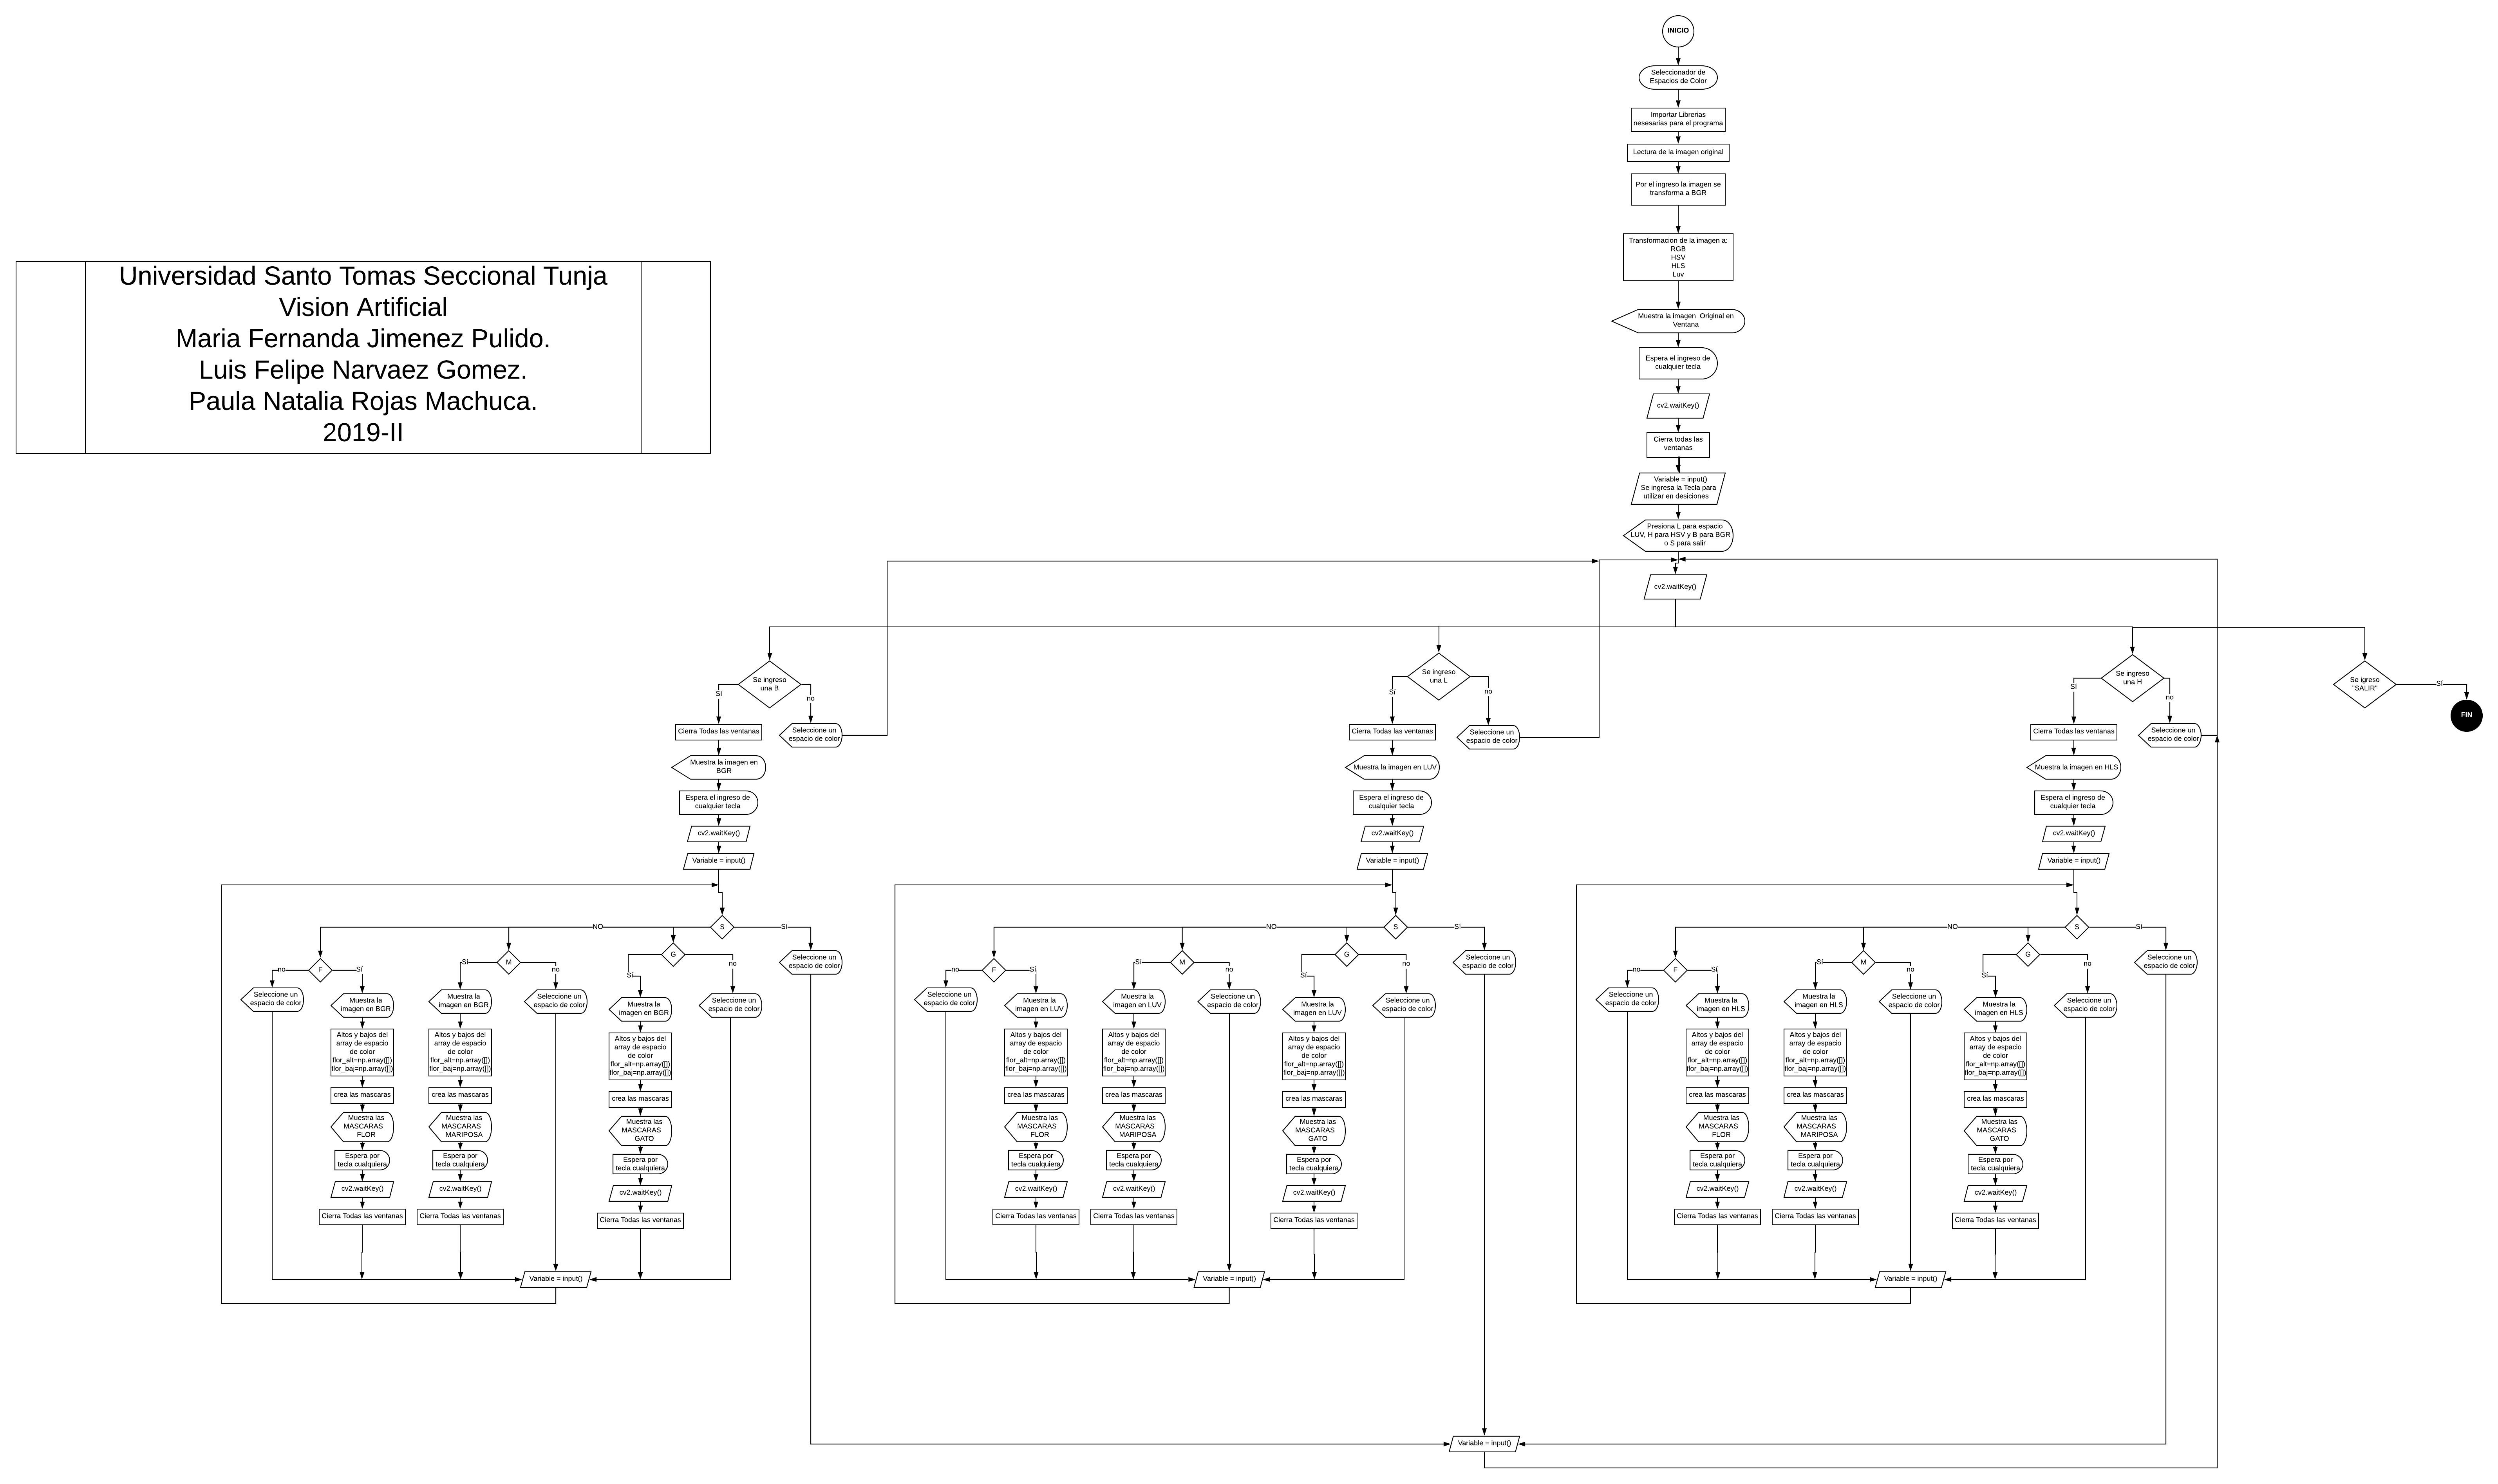 INICIO
Seleccionador de
Espacios de Color
Importar Librerias
nesesarias para el programa
Lectura de la imagen original
Por el ingreso la imagen se
transforma a BGR
Transformacion de la imagen a:
RGB
HSV
HLS
Luv
Universidad Santo Tomas Seccional Tunja
Vision Artificial
Maria Fernanda Jimenez Pulido.
Luis Felipe Narvaez Gomez.
Paula Natalia Rojas Machuca.
2019-II
Muestra la imagen Original en
Ventana
Espera el ingreso de
cualquier tecla
cv2.waitKey()
Cierra todas las
ventanas
Variable = input()
Se ingresa la Tecla para
utilizar en desiciones
Presiona L para espacio
LUV, H para HSV y B para BGR
o S para salir
cv2.waitKey()
Se ingreso
una B
Sí
no
Cierra Todas las ventanas
Seleccione un
espacio de color
Muestra la imagen en
BGR
Espera el ingreso de
cualquier tecla
cv2.waitKey()
Variable = input()
S
NO
Sí
Seleccione un
espacio de color
F
no
Sí
Seleccione un
espacio de color
Muestra la
imagen en BGR
Altos y bajos del
array de espacio
de color
flor_alt=np.array([])
flor_baj=np.array([])
crea las mascaras
Muestra las
MASCARAS
FLOR
Espera por
tecla cualquiera
cv2.waitKey()
Cierra Todas las ventanas
M
Sí
no
Muestra la
imagen en BGR
Altos y bajos del
array de espacio
de color
flor_alt=np.array([])
flor_baj=np.array([])
crea las mascaras
Muestra las
MASCARAS
MARIPOSA
Espera por
tecla cualquiera
cv2.waitKey()
Cierra Todas las ventanas
Seleccione un
espacio de color
G
Sí
no
Muestra la
imagen en BGR
Altos y bajos del
array de espacio
de color
flor_alt=np.array([])
flor_baj=np.array([])
crea las mascaras
Muestra las
MASCARAS
GATO
Espera por
tecla cualquiera
cv2.waitKey()
Cierra Todas las ventanas
Seleccione un
espacio de color
Variable = input()
Se ingreso
una L
Sí
no
Cierra Todas las ventanas
Seleccione un
espacio de color
Muestra la imagen en LUV
Espera el ingreso de
cualquier tecla
cv2.waitKey()
Variable = input()
S
NO
Sí
Seleccione un
espacio de color
F
no
Sí
Seleccione un
espacio de color
Muestra la
imagen en LUV
Altos y bajos del
array de espacio
de color
flor_alt=np.array([])
flor_baj=np.array([])
crea las mascaras
Muestra las
MASCARAS
FLOR
Espera por
tecla cualquiera
cv2.waitKey()
Cierra Todas las ventanas
M
Sí
no
Muestra la
imagen en LUV
Altos y bajos del
array de espacio
de color
flor_alt=np.array([])
flor_baj=np.array([])
crea las mascaras
Muestra las
MASCARAS
MARIPOSA
Espera por
tecla cualquiera
cv2.waitKey()
Cierra Todas las ventanas
Seleccione un
espacio de color
G
Sí
no
Muestra la
imagen en LUV
Altos y bajos del
array de espacio
de color
flor_alt=np.array([])
flor_baj=np.array([])
crea las mascaras
Muestra las
MASCARAS
GATO
Espera por
tecla cualquiera
cv2.waitKey()
Cierra Todas las ventanas
Seleccione un
espacio de color
Variable = input()
Se ingreso
una H
Sí
no
Cierra Todas las ventanas
Seleccione un
espacio de color
Muestra la imagen en HLS
Espera el ingreso de
cualquier tecla
cv2.waitKey()
Variable = input()
S
NO
Sí
Seleccione un
espacio de color
F
no
Sí
Seleccione un
espacio de color
Muestra la
imagen en HLS
Altos y bajos del
array de espacio
de color
flor_alt=np.array([])
flor_baj=np.array([])
crea las mascaras
Muestra las
MASCARAS
FLOR
Espera por
tecla cualquiera
cv2.waitKey()
Cierra Todas las ventanas
M
Sí
no
Muestra la
imagen en HLS
Altos y bajos del
array de espacio
de color
flor_alt=np.array([])
flor_baj=np.array([])
crea las mascaras
Muestra las
MASCARAS
MARIPOSA
Espera por
tecla cualquiera
cv2.waitKey()
Cierra Todas las ventanas
Seleccione un
espacio de color
G
Sí
no
Muestra la
imagen en HLS
Altos y bajos del
array de espacio
de color
flor_alt=np.array([])
flor_baj=np.array([])
crea las mascaras
Muestra las
MASCARAS
GATO
Espera por
tecla cualquiera
cv2.waitKey()
Cierra Todas las ventanas
Seleccione un
espacio de color
Variable = input()
Se igreso
"SALIR"
Sí
FIN
Variable = input()